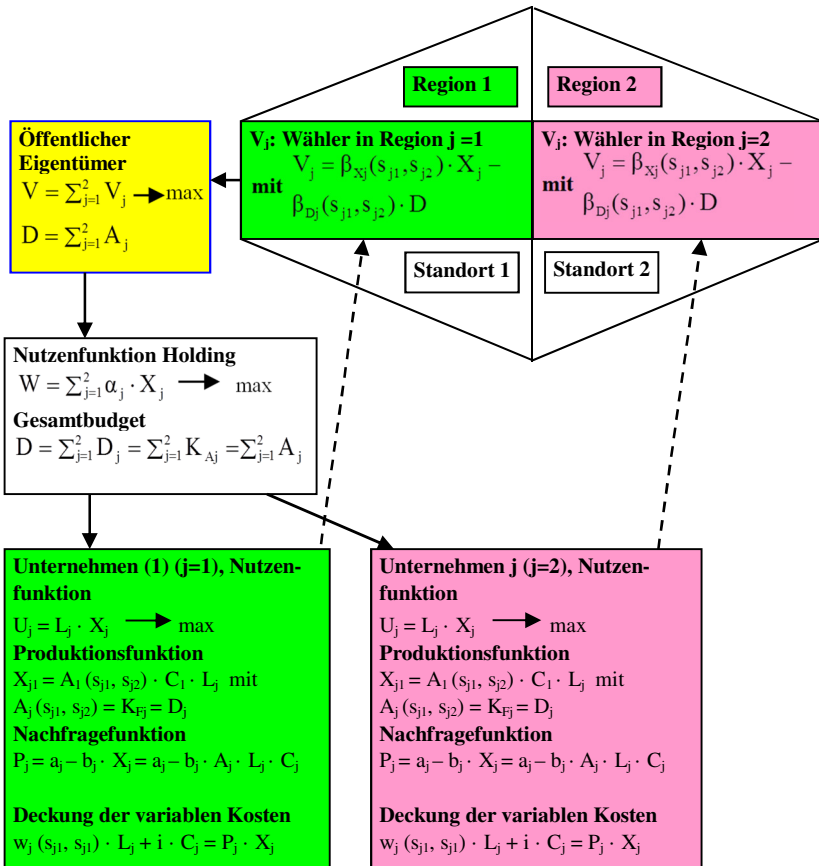 Region 1
Region 2
Öffentlicher
Eigentümer
V = ∑²ⱼ₌₁ Vⱼ → max
D = ∑²ⱼ₌₁ Aⱼ
Vⱼ: Wähler in Region j =1
Vⱼ = β_Xj(sⱼ₁, sⱼ₂) · Xⱼ –
mit
β_Dj(sⱼ₁, sⱼ₂) · D
Vⱼ: Wähler in Region j=2
Vⱼ = β_Xj(sⱼ₁, sⱼ₂) · Xⱼ –
mit
β_Dj(sⱼ₁, sⱼ₂) · D
Standort 1
Standort 2
Nutzenfunktion Holding
W = ∑²ⱼ₌₁ αⱼ · Xⱼ → max
Gesamtbudget
D = ∑²ⱼ₌₁ Dⱼ = ∑²ⱼ₌₁ K_Aj =∑²ⱼ₌₁ Aⱼ
Unternehmen (1) (j=1), Nutzen-
funktion
Uⱼ = Lⱼ · Xⱼ → max
Produktionsfunktion
Xⱼ₁ = A₁ (sⱼ₁, sⱼ₂) · C₁ · Lⱼ mit
Aⱼ (sⱼ₁, sⱼ₂) = K_Fj = Dⱼ
Nachfragefunktion
Pⱼ = aⱼ – bⱼ · Xⱼ = aⱼ – bⱼ · Aⱼ · Lⱼ · Cⱼ
Deckung der variablen Kosten
wⱼ (sⱼ₁, sⱼ₁) · Lⱼ + i · Cⱼ = Pⱼ · Xⱼ
Unternehmen j (j=2), Nutzen-
funktion
Uⱼ = Lⱼ · Xⱼ → max
Produktionsfunktion
Xⱼ₁ = A₁ (sⱼ₁, sⱼ₂) · C₁ · Lⱼ mit
Aⱼ (sⱼ₁, sⱼ₂) = K_Fj = Dⱼ
Nachfragefunktion
Pⱼ = aⱼ – bⱼ · Xⱼ = aⱼ – bⱼ · Aⱼ · Lⱼ · Cⱼ
Deckung der variablen Kosten
wⱼ (sⱼ₁, sⱼ₁) · Lⱼ + i · Cⱼ = Pⱼ · Xⱼ